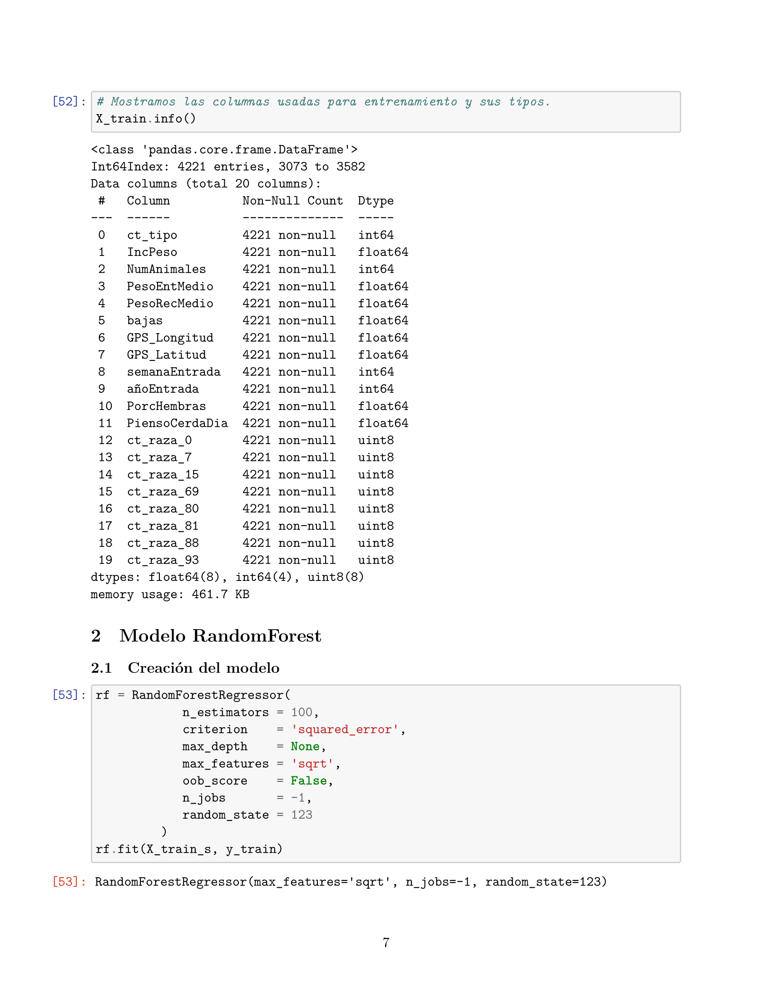 [52]: # Mostramos las columnas usadas para entrenamiento y sus tipos.
X_train.info()
<class 'pandas.core.frame.DataFrame'>
Int64Index: 4221 entries, 3073 to 3582
Data columns (total 20 columns):
 #   Column          Non-Null Count  Dtype
---  ------          --------------  -----
 0   ct_tipo         4221 non-null   int64
 1   IncPeso         4221 non-null   float64
 2   NumAnimales     4221 non-null   int64
 3   PesoEntMedio    4221 non-null   float64
 4   PesoRecMedio    4221 non-null   float64
 5   bajas           4221 non-null   float64
 6   GPS_Longitud    4221 non-null   float64
 7   GPS_Latitud     4221 non-null   float64
 8   semanaEntrada   4221 non-null   int64
 9   añoEntrada      4221 non-null   int64
 10  PorcHembras     4221 non-null   float64
 11  PiensoCerdaDia  4221 non-null   float64
 12  ct_raza_0       4221 non-null   uint8
 13  ct_raza_7       4221 non-null   uint8
 14  ct_raza_15      4221 non-null   uint8
 15  ct_raza_69      4221 non-null   uint8
 16  ct_raza_80      4221 non-null   uint8
 17  ct_raza_81      4221 non-null   uint8
 18  ct_raza_88      4221 non-null   uint8
 19  ct_raza_93      4221 non-null   uint8
dtypes: float64(8), int64(4), uint8(8)
memory usage: 461.7 KB
2 Modelo RandomForest
2.1 Creación del modelo
[53]: rf = RandomForestRegressor(
            n_estimators = 100,
            criterion    = 'squared_error',
            max_depth    = None,
            max_features = 'sqrt',
            oob_score    = False,
            n_jobs       = -1,
            random_state = 123
         )
rf.fit(X_train_s, y_train)
[53]: RandomForestRegressor(max_features='sqrt', n_jobs=-1, random_state=123)
7